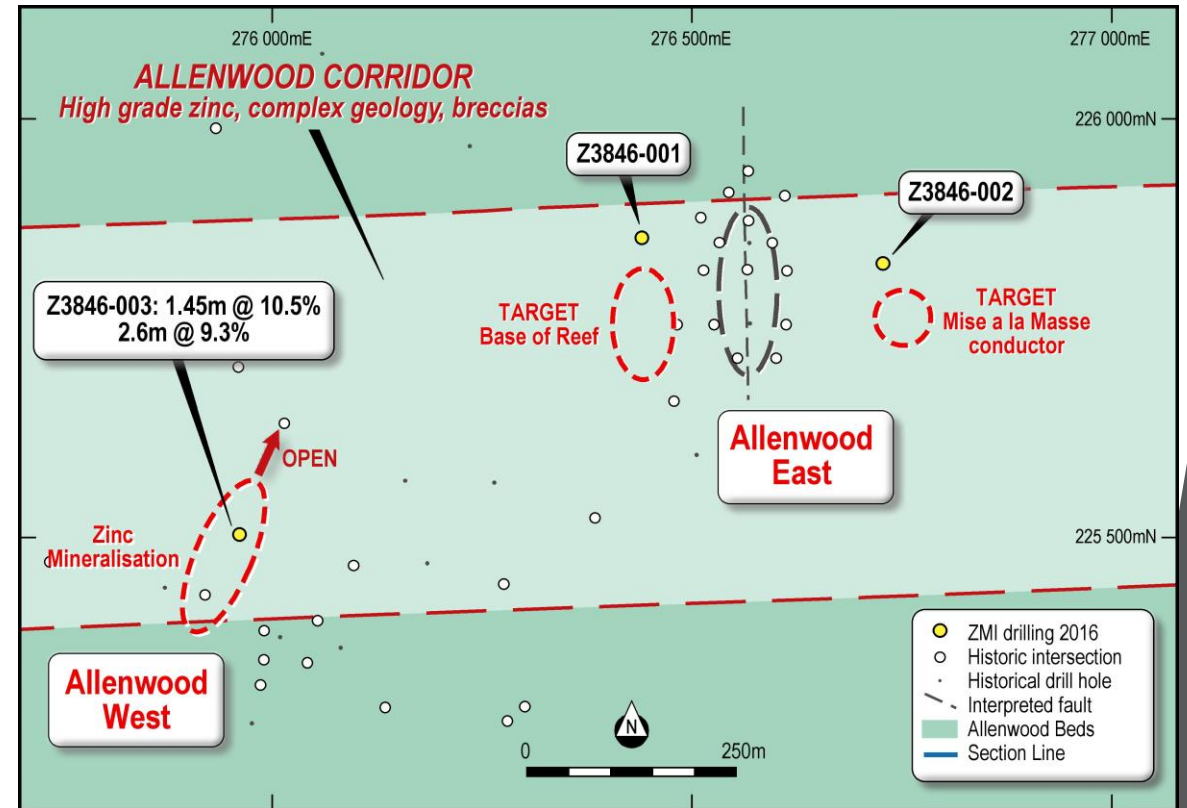 276 000mE
276 500mE
277 000mE
ALLENWOOD CORRIDOR
High grade zinc, complex geology, breccias
226 000mN
Z3846-001
Z3846-002
Z3846-003: 1.45m @ 10.5%
2.6m @ 9.3%
TARGET
Base of Reef
TARGET
Mise a la Masse
conductor
Allenwood
East
OPEN
Zinc
Mineralisation
225 500mN
Allenwood
West
N
0
250m
ZMI drilling 2016
Historic intersection
Historical drill hole
Interpreted fault
Allenwood Beds
Section Line